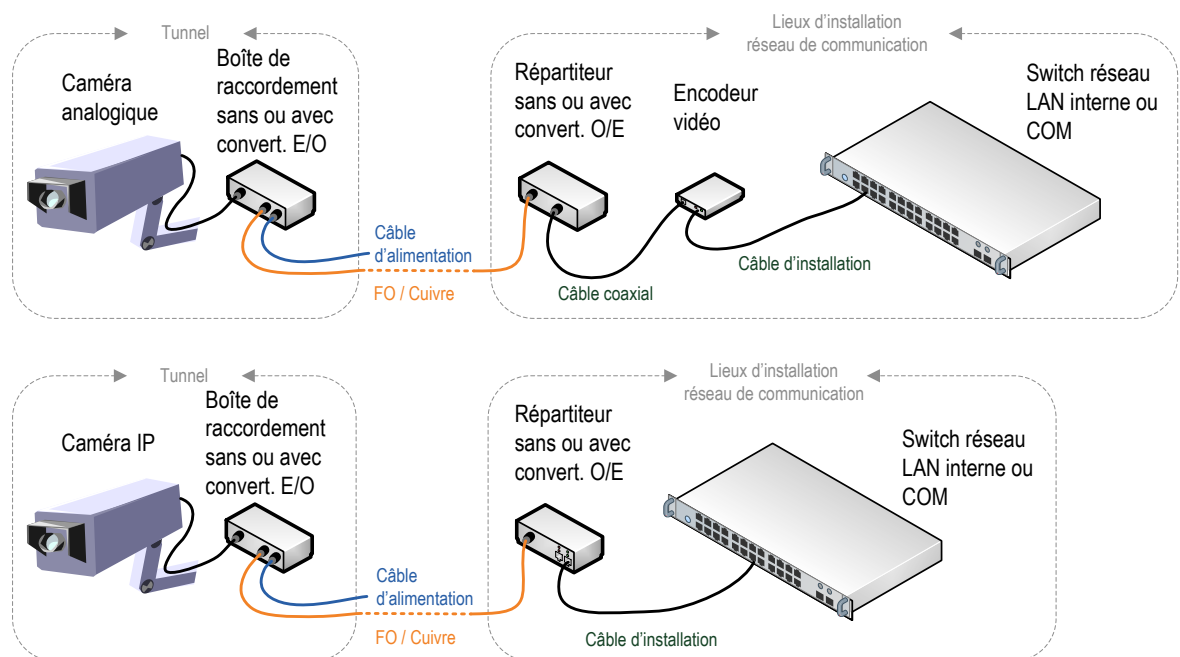 Tunnel
Lieux d'installation
réseau de communication
Caméra
analogique
Boîte de
raccordement
sans ou avec
convert. E/O
Répartiteur
sans ou avec
convert. O/E
Encodeur
vidéo
Switch réseau
LAN interne ou
COM
Câble
d'alimentation
FO / Cuivre
Câble coaxial
Câble d'installation
Tunnel
Lieux d'installation
réseau de communication
Caméra IP
Boîte de
raccordement
sans ou avec
convert. E/O
Répartiteur
sans ou avec
convert. O/E
Switch réseau
LAN interne ou
COM
Câble
d'alimentation
FO / Cuivre
Câble d'installation